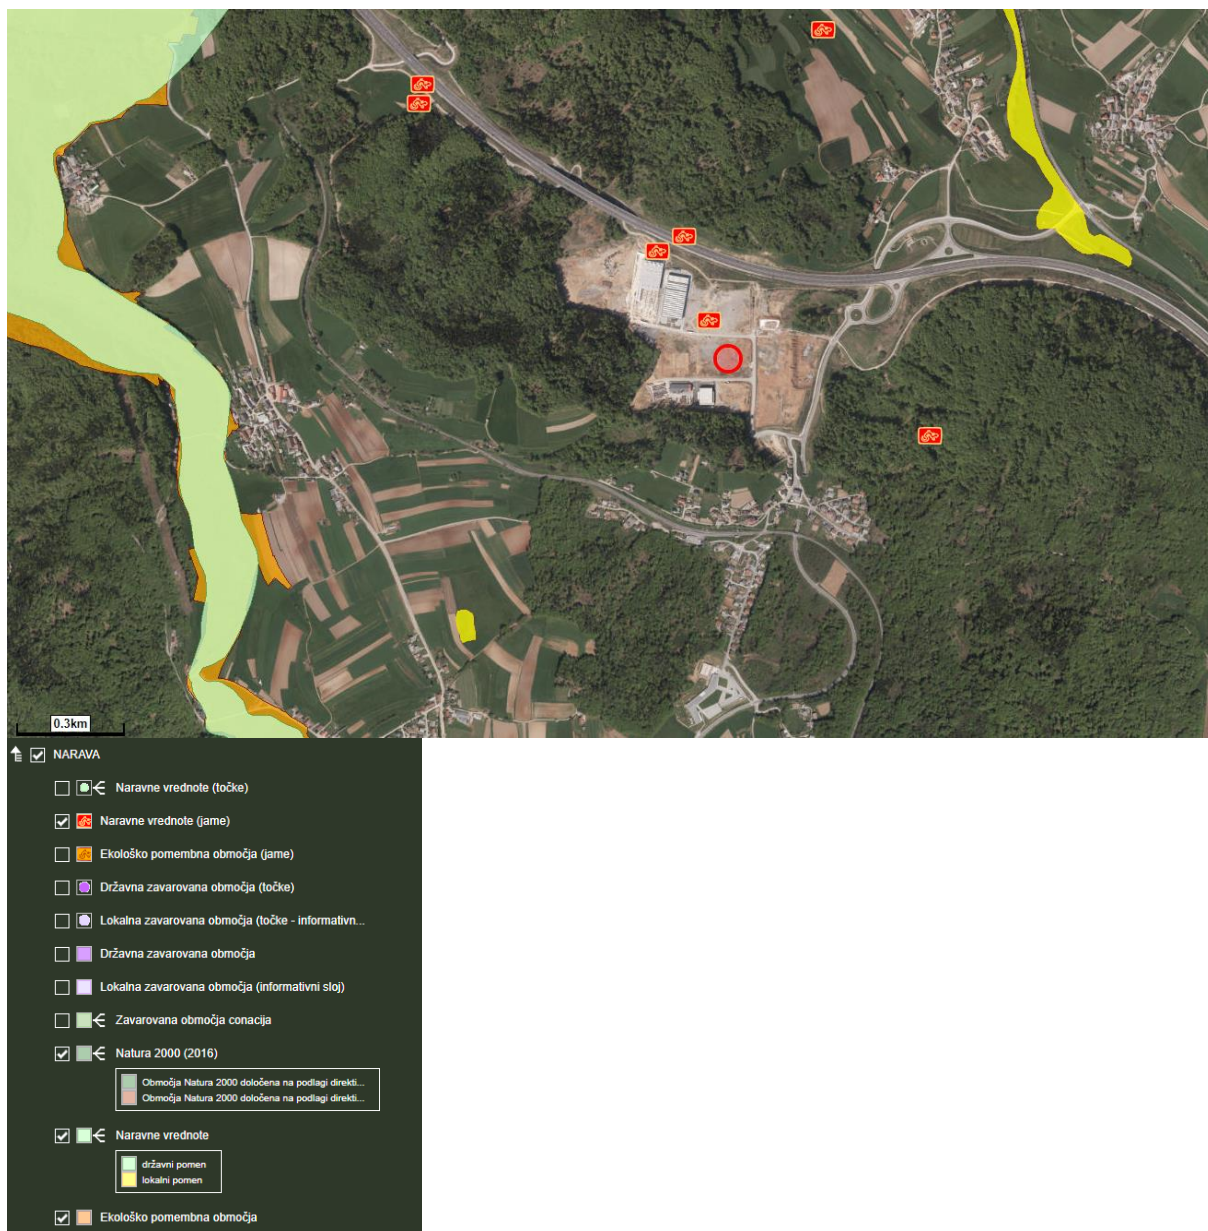 0.3km
NARAVA
Naravne vrednote (točke)
Naravne vrednote (jame)
Ekološko pomembna območja (jame)
Državna zavarovana območja (točke)
Lokalna zavarovana območja (točke - informativn...
Državna zavarovana območja
Lokalna zavarovana območja (informativni sloj)
Zavarovana območja conacija
Natura 2000 (2016)
Območja Natura 2000 določena na podlagi direkti...
Območja Natura 2000 določena na podlagi direkti...
Naravne vrednote
državni pomen
lokalni pomen
Ekološko pomembna območja